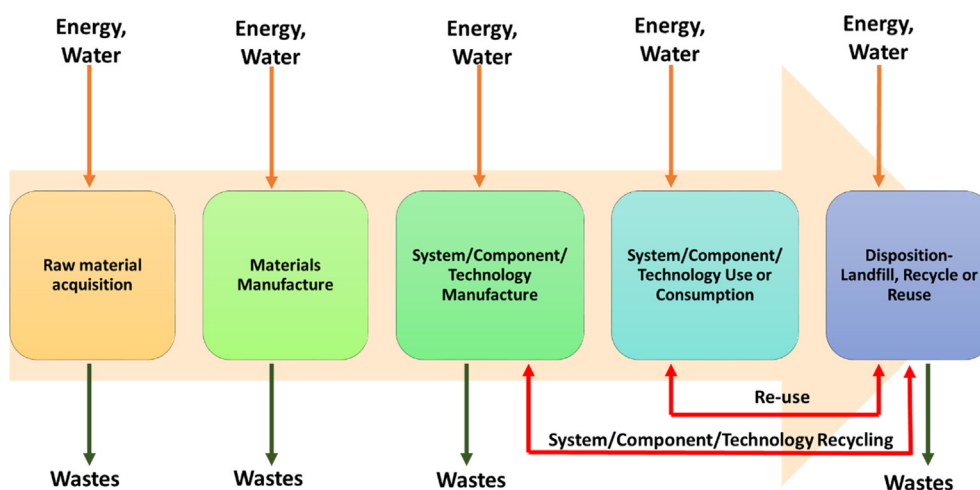 Energy,
Water
Energy,
Water
Energy,
Water
Energy,
Water
Energy,
Water
Raw material
acquisition
Materials
Manufacture
System/Component/
Technology
Manufacture
System/Component/
Technology Use or
Consumption
Disposition-
Landfill, Recycle or
Reuse
Re-use
System/Component/Technology Recycling
Wastes
Wastes
Wastes
Wastes